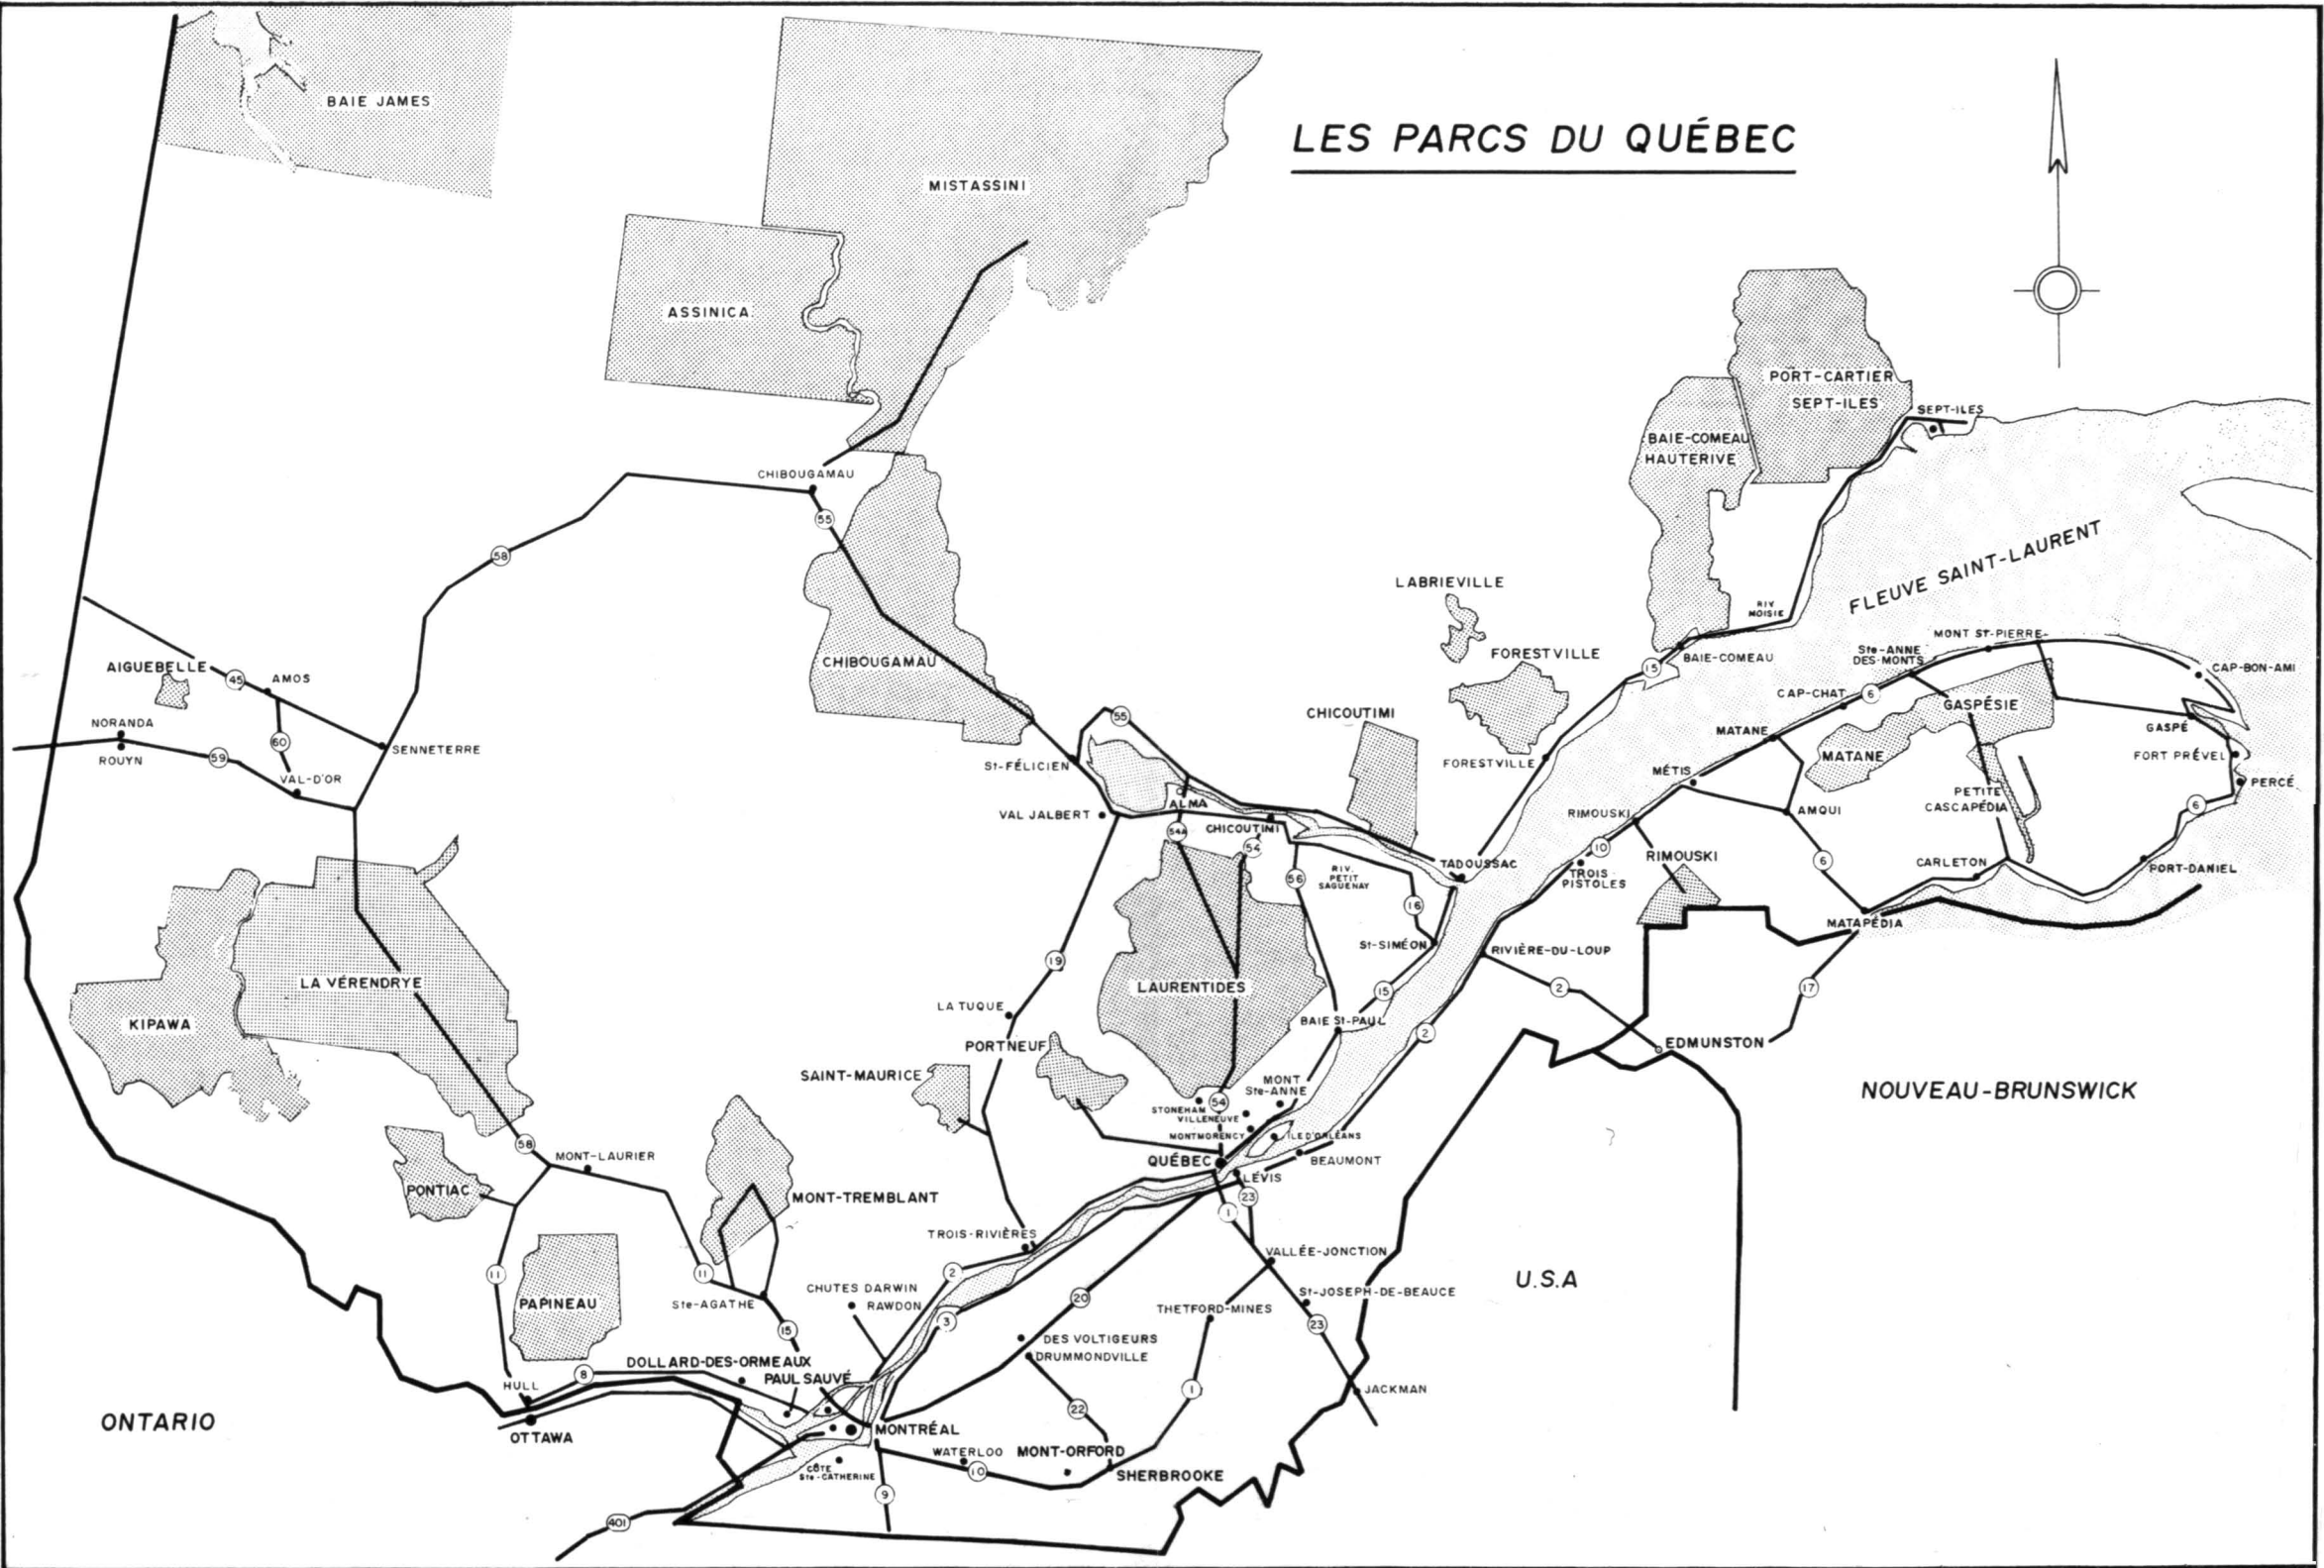 LES PARCS DU QUÉBEC
BAIE JAMES
MISTASSINI
ASSINICA
PORT-CARTIER
SEPT-ILES
SEPT-ILES
BAIE-COMEAU
HAUTERIVE
CHIBOUGAMAU
55
58
FLEUVE SAINT-LAURENT
LABRIEVILLE
RIV.
MOISIE
FORESTVILLE
15
BAIE-COMEAU
MONT St-PIERRE
Ste-ANNE
DES-MONTS
CAP-BON-AMI
CHIBOUGAMAU
AIGUEBELLE
45
AMOS
CAP-CHAT
6
GASPÉSIE
CHICOUTIMI
55
NORANDA
ROUYN
59
60
VAL-D'OR
SENNETERRE
MATANE
GASPÉ
FORT PRÉVEL
MATANE
St-FÉLICIEN
FORESTVILLE
MÉTIS
PERCÉ
PETITE
CASCAPÉDIA
6
ALMA
VAL JALBERT
RIMOUSKI
AMQUI
54A
CHICOUTIMI
54
10
RIMOUSKI
6
CARLETON
PORT-DANIEL
TADOUSSAC
TROIS
PISTOLES
56
RIV.
PETIT
SAGUENAY
16
MATAPÉDIA
St-SIMÉON
RIVIÈRE-DU-LOUP
19
LA VÉRENDRYE
LAURENTIDES
15
2
17
KIPAWA
LA TUQUE
BAIE St-PAUL
2
EDMUNSTON
PORTNEUF
SAINT-MAURICE
MONT
Ste-ANNE
NOUVEAU-BRUNSWICK
54
STONEHAM
VILLENEUVE
MONTMORENCY
ILE D'ORLÉANS
58
MONT-LAURIER
QUÉBEC
BEAUMONT
LÉVIS
PONTIAC
MONT-TREMBLANT
23
1
TROIS-RIVIÈRES
VALLÉE-JONCTION
11
11
2
U.S.A
CHUTES DARWIN
RAWDON
St-JOSEPH-DE-BEAUCE
PAPINEAU
Ste-AGATHE
20
THETFORD-MINES
3
23
15
DES VOLTIGEURS
DRUMMONDVILLE
DOLLARD-DES-ORMEAUX
PAUL SAUVÉ
8
HULL
1
JACKMAN
22
ONTARIO
OTTAWA
MONTRÉAL
WATERLOO
MONT-ORFORD
10
SHERBROOKE
CÔTE
Ste-CATHERINE
9
401